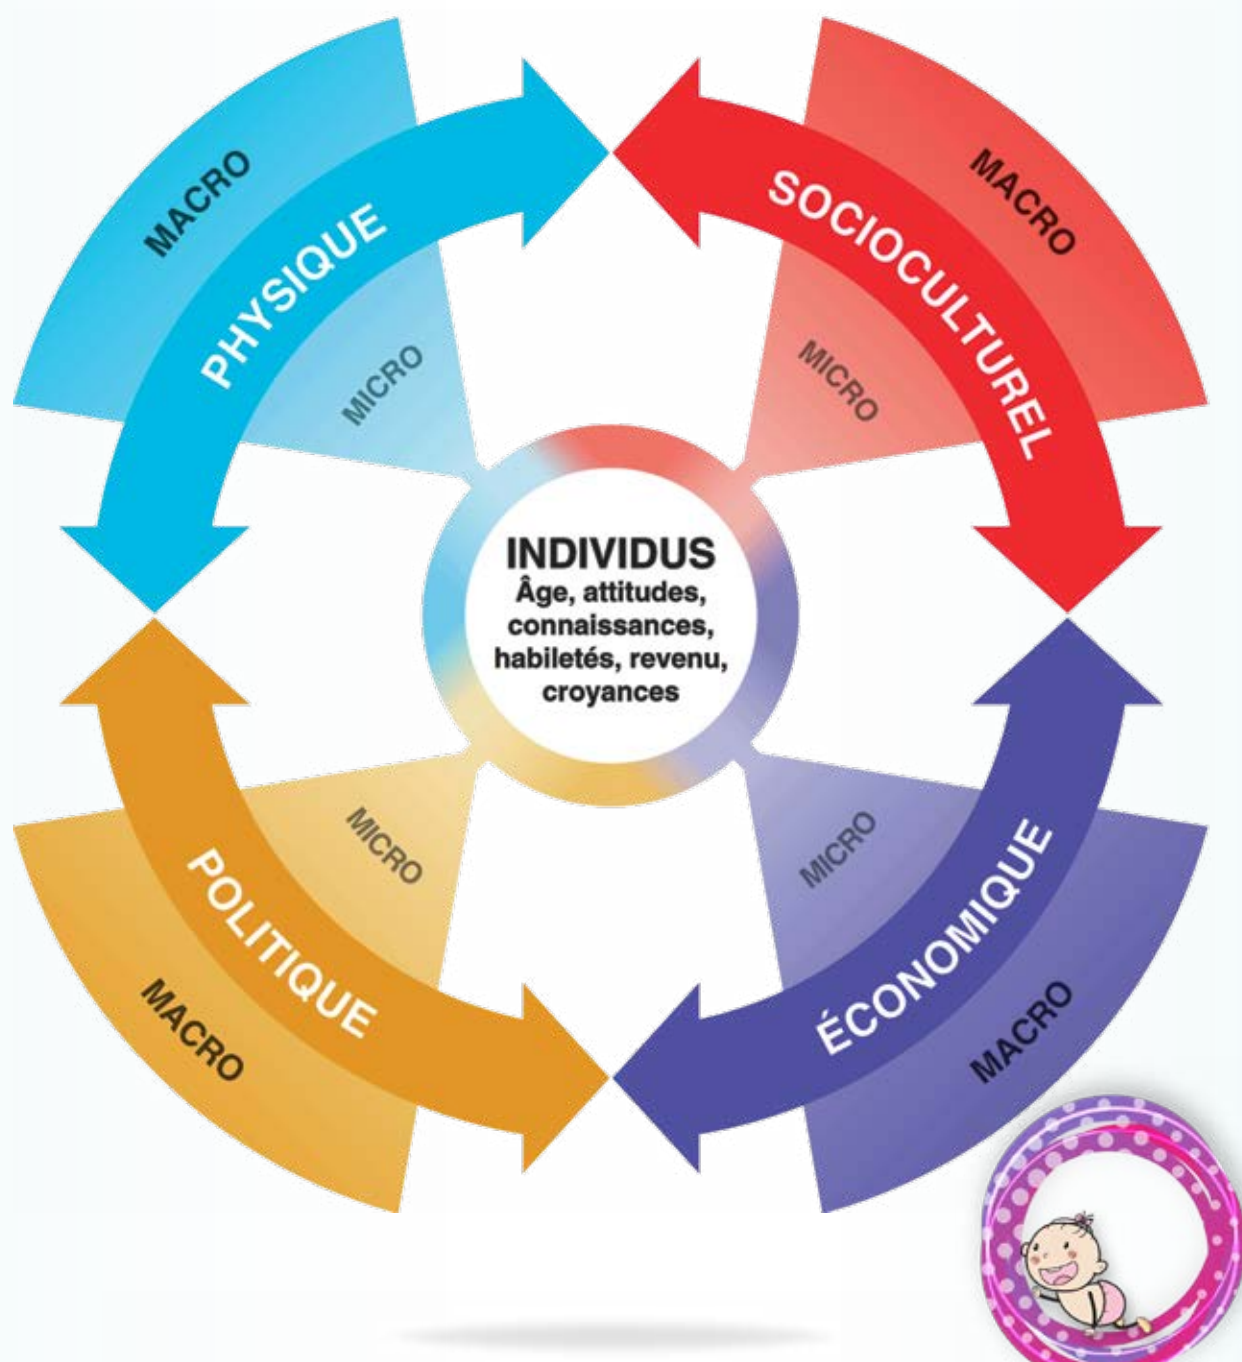 MACRO
PHYSIQUE
MICRO
MACRO
SOCIOCULTUREL
MICRO
INDIVIDUS
Âge, attitudes,
connaissances,
habiletés, revenu,
croyances
MICRO
POLITIQUE
MACRO
MICRO
ÉCONOMIQUE
MACRO